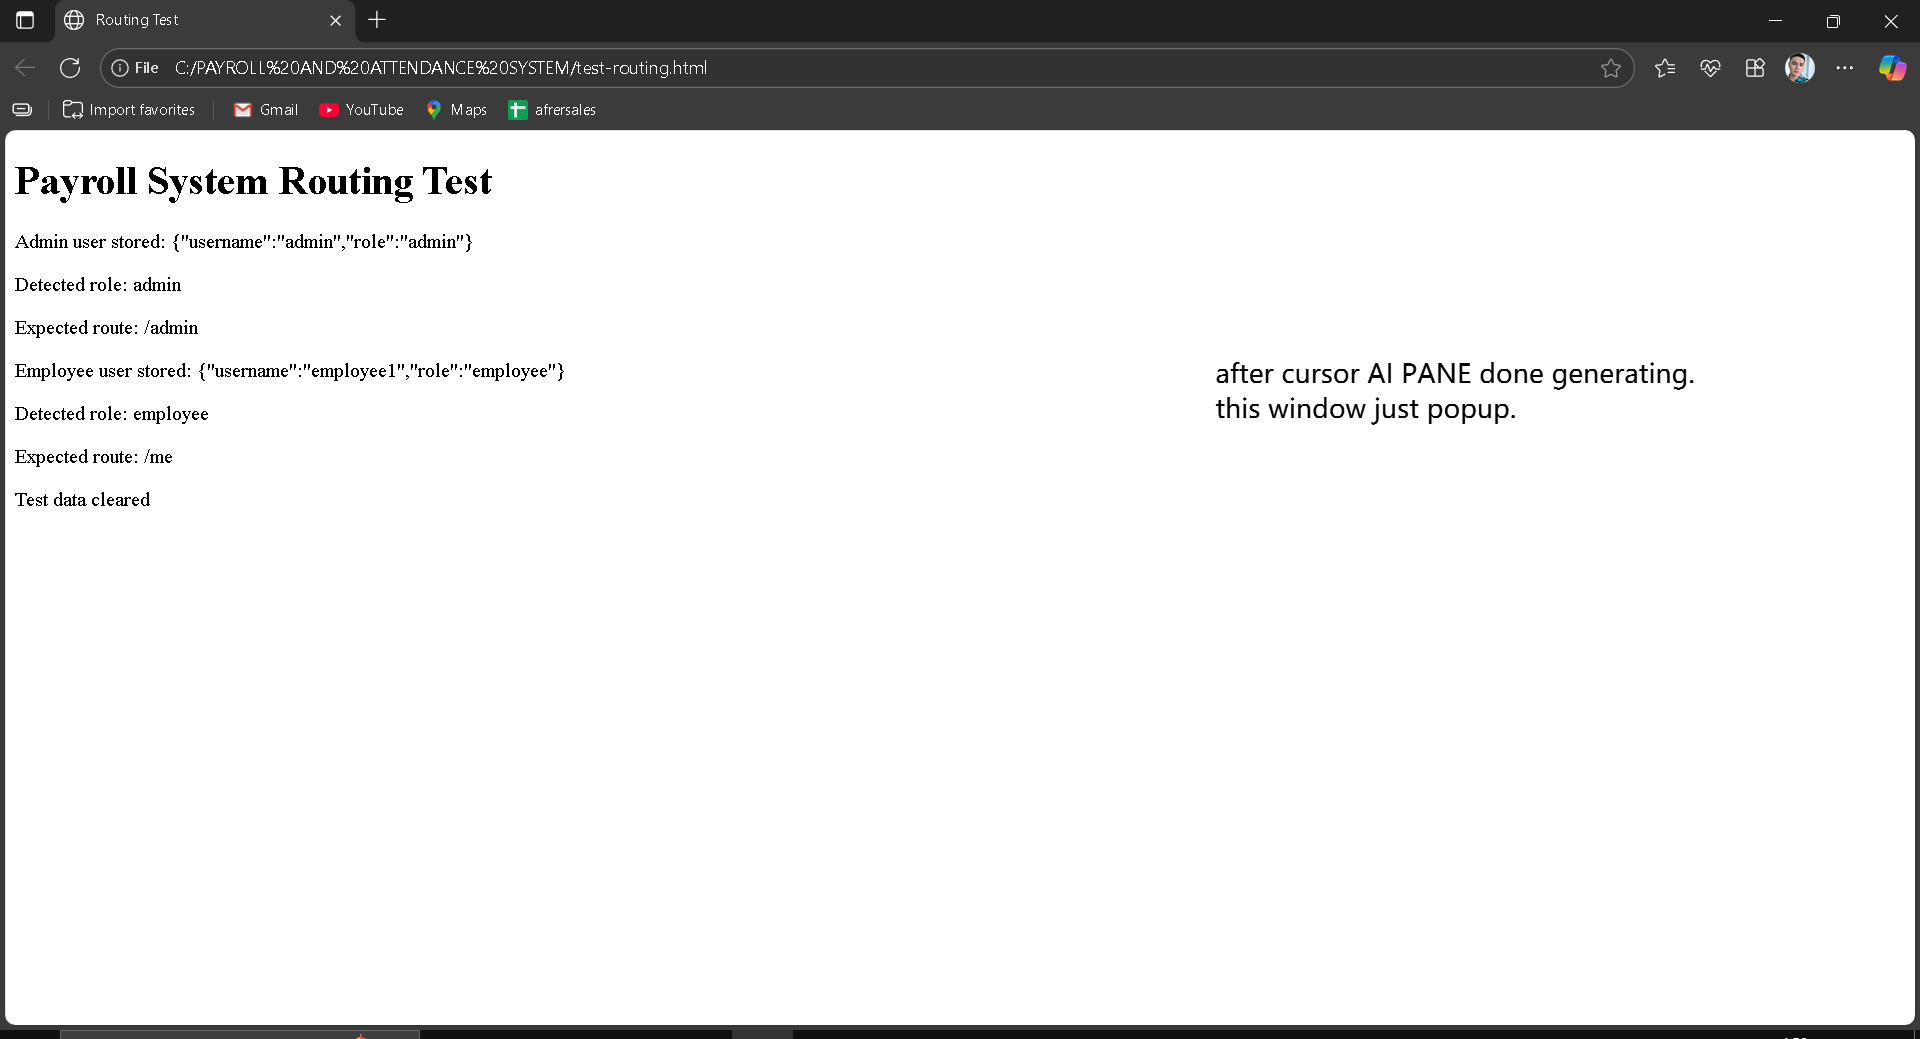 Routing Test
File C:/PAYROLL%20AND%20ATTENDANCE%20SYSTEM/test-routing.html
Import favorites Gmail YouTube Maps afrersales
Payroll System Routing Test
Admin user stored: {"username":"admin","role":"admin"}
Detected role: admin
Expected route: /admin
Employee user stored: {"username":"employee1","role":"employee"}
after cursor AI PANE done generating.
this window just popup.
Detected role: employee
Expected route: /me
Test data cleared